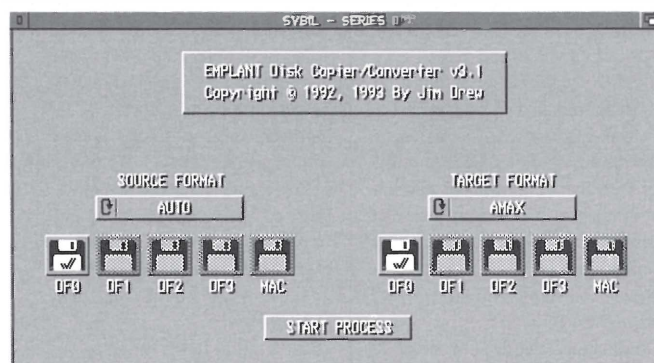 SYBIL - SERIES II
EMPLANT Disk Copier/Converter v3.1
Copyright © 1992, 1993 By Jim Drew
SOURCE FORMAT
TARGET FORMAT
AUTO
AMAX
DF0 DF1 DF2 DF3 MAC
DF0 DF1 DF2 DF3 MAC
START PROCESS